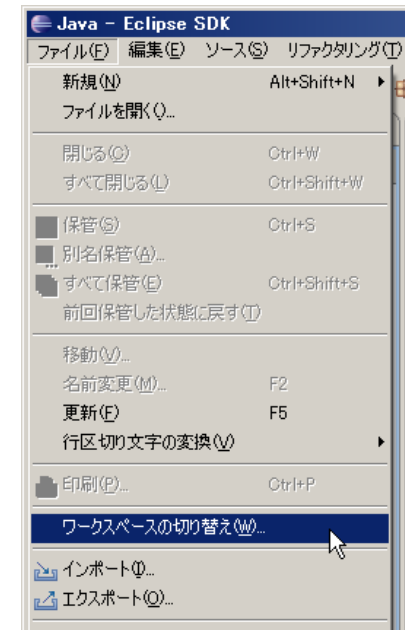 Java - Eclipse SDK
ファイル(F) 編集(E) ソース(S) リファクタリング(T)
新規(N) Alt+Shift+N
ファイルを開く()...
閉じる(C) Ctrl+W
すべて閉じる(L) Ctrl+Shift+W
保管(S) Ctrl+S
別名保管(A)...
すべて保管(E) Ctrl+Shift+S
前回保管した状態に戻す(T)
移動(V)...
名前変更(M)... F2
更新(F) F5
行区切り文字の変換(V)
印刷(P)... Ctrl+P
ワークスペースの切り替え(W)...
インポート(I)...
エクスポート(O)...